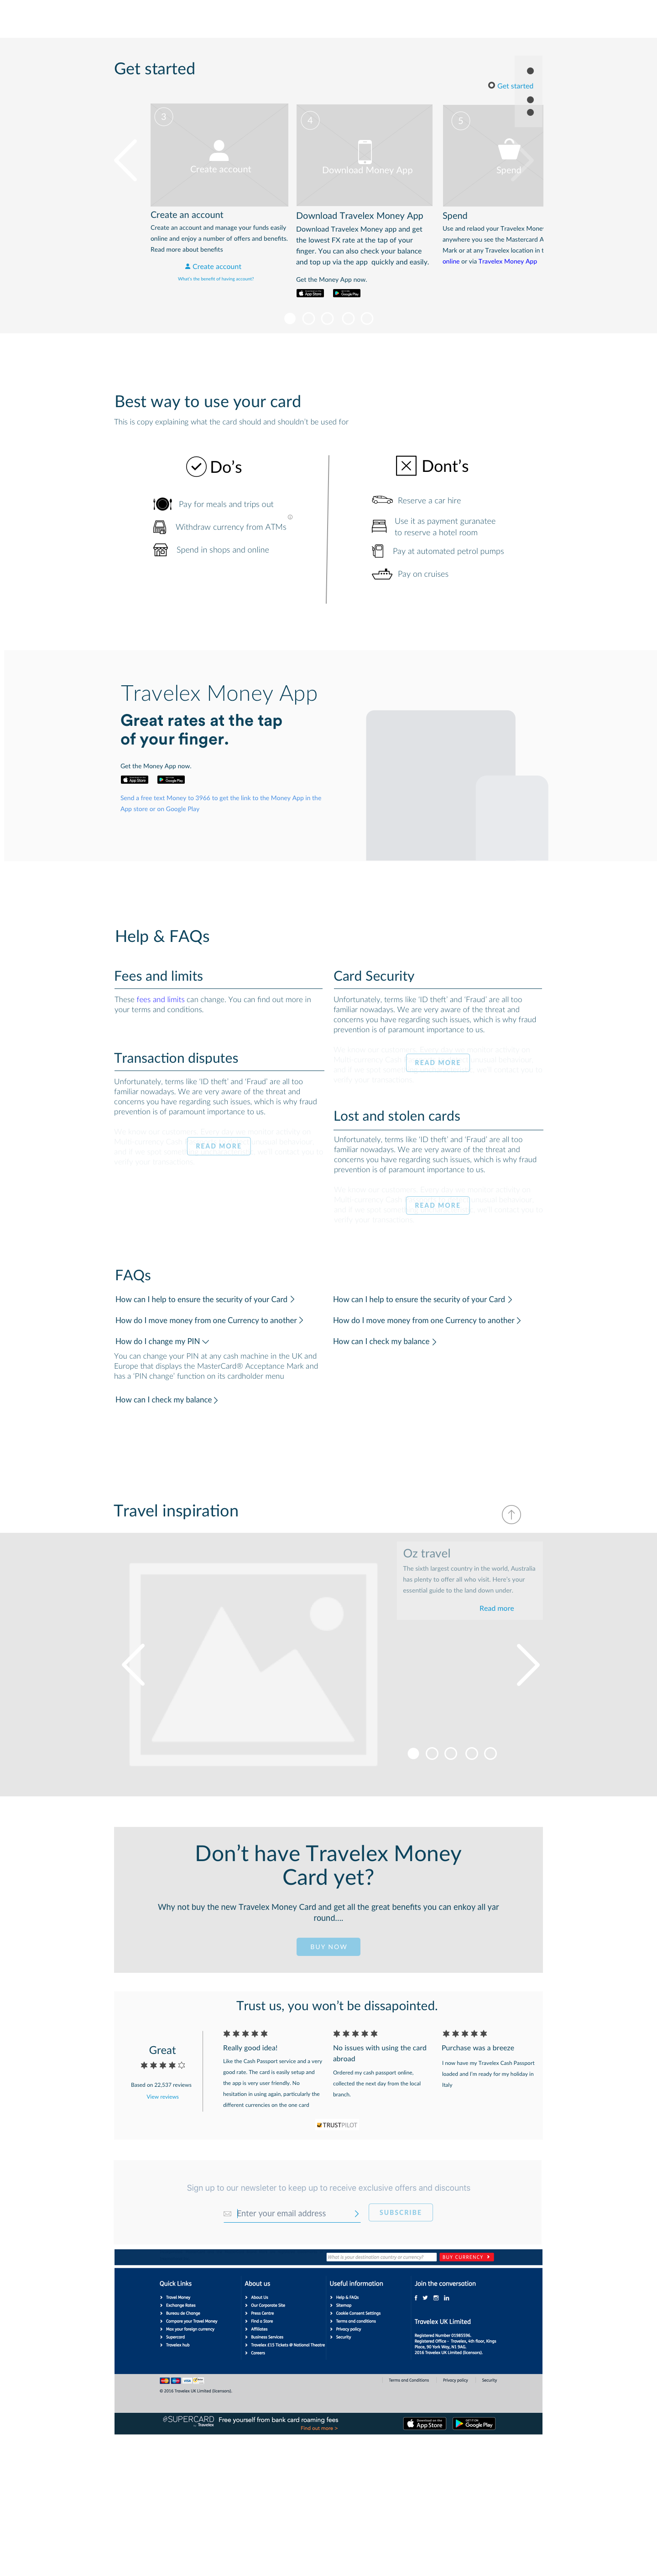 Get started
Get started
3
Create account
4
Download Money App
5
Spend
Create an account
Create an account and manage your funds easily
online and enjoy a number of offers and benefits.
Read more about benefits
Create account
What's the benefit of having account?
Download Travelex Money App
Download Travelex Money app and get
the lowest FX rate at the tap of your
finger. You can also check your balance
and top up via the app quickly and easily.
Get the Money App now.
App Store
Google Play
Spend
Use and relaod your Travelex Mone
anywhere you see the Mastercard A
Mark or at any Travelex location in t
online or via Travelex Money App
Best way to use your card
This is copy explaining what the card should and shouldn't be used for
Do's
Pay for meals and trips out
Withdraw currency from ATMs
Spend in shops and online
Dont's
Reserve a car hire
Use it as payment guranatee
to reserve a hotel room
Pay at automated petrol pumps
Pay on cruises
Travelex Money App
Great rates at the tap
of your finger.
Get the Money App now.
App Store
Google Play
Send a free text Money to 3966 to get the link to the Money App in the
App store or on Google Play
Help & FAQs
Fees and limits
These fees and limits can change. You can find out more in
your terms and conditions.
Transaction disputes
Unfortunately, terms like 'ID theft' and 'Fraud' are all too
familiar nowadays. We are very aware of the threat and
concerns you have regarding such issues, which is why fraud
prevention is of paramount importance to us.
READ MORE
Card Security
Unfortunately, terms like 'ID theft' and 'Fraud' are all too
familiar nowadays. We are very aware of the threat and
concerns you have regarding such issues, which is why fraud
prevention is of paramount importance to us.
READ MORE
Lost and stolen cards
Unfortunately, terms like 'ID theft' and 'Fraud' are all too
familiar nowadays. We are very aware of the threat and
concerns you have regarding such issues, which is why fraud
prevention is of paramount importance to us.
READ MORE
FAQs
How can I help to ensure the security of your Card
How do I move money from one Currency to another
How do I change my PIN
You can change your PIN at any cash machine in the UK and
Europe that displays the MasterCard® Acceptance Mark and
has a 'PIN change' function on its cardholder menu
How can I check my balance
How can I help to ensure the security of your Card
How do I move money from one Currency to another
How can I check my balance
Travel inspiration
Oz travel
The sixth largest country in the world, Australia
has plenty to offer all who visit. Here's your
essential guide to the land down under.
Read more
Don't have Travelex Money
Card yet?
Why not buy the new Travelex Money Card and get all the great benefits you can enkoy all yar
round....
BUY NOW
Trust us, you won't be dissapointed.
Great
Based on 22,537 reviews
View reviews
Really good idea!
Like the Cash Passport service and a very
good rate. The card is easily setup and
the app is very user friendly. No
hesitation in using again, particularly the
different currencies on the one card
No issues with using the card
abroad
Ordered my cash passport online,
collected the next day from the local
branch.
Purchase was a breeze
I now have my Travelex Cash Passport
loaded and I'm ready for my holiday in
Italy
TRUSTPILOT
Sign up to our newsleter to keep up to receive exclusive offers and discounts
Enter your email address
SUBSCRIBE
What is your destination country or currency?
BUY CURRENCY
Quick Links
Travel Money
Exchange Rates
Bureau de Change
Compare your Travel Money
Max your foreign currency
Supercard
Travelex hub
About us
About Us
Our Corporate Site
Press Centre
Find a Store
Affiliates
Business Services
Travelex £15 Tickets @ National Theatre
Careers
Useful information
Help & FAQs
Sitemap
Cookie Consent Settings
Terms and conditions
Privacy policy
Security
Join the conversation
Travelex UK Limited
Registered Number 01985596.
Registered Office - Travelex, 4th floor, Kings
Place, 90 York Way, N1 9AG.
2016 Travelex UK Limited (licensors).
VISA
Terms and Conditions
Privacy policy
Security
© 2016 Travelex UK Limited (licensors).
SUPERCARD
Travelex
Free yourself from bank card roaming fees
Find out more >
Download on the
App Store
GET IT ON
Google Play